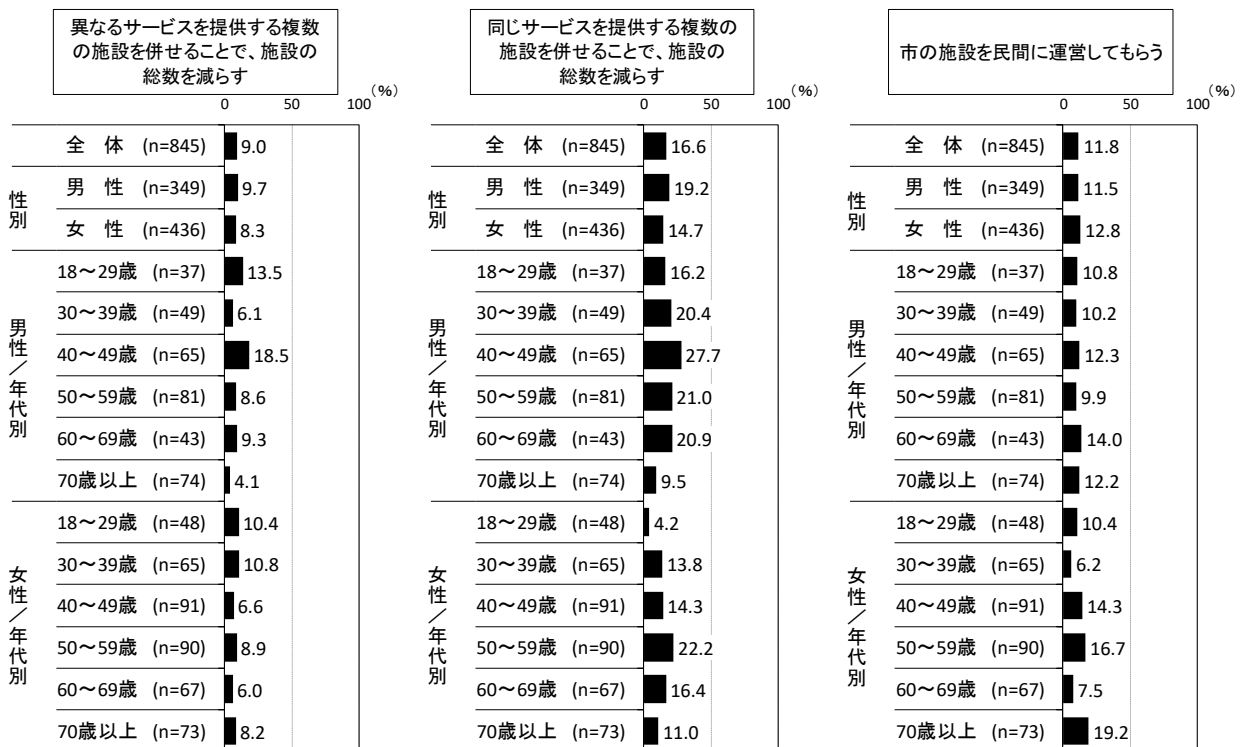 異なるサービスを提供する複数
の施設を併せることで、施設の
総数を減らす
0 50 100 (%)
全 体 (n=845) 9.0
性別
男 性 (n=349) 9.7
女 性 (n=436) 8.3
男性／年代別
18～29歳 (n=37) 13.5
30～39歳 (n=49) 6.1
40～49歳 (n=65) 18.5
50～59歳 (n=81) 8.6
60～69歳 (n=43) 9.3
70歳以上 (n=74) 4.1
女性／年代別
18～29歳 (n=48) 10.4
30～39歳 (n=65) 10.8
40～49歳 (n=91) 6.6
50～59歳 (n=90) 8.9
60～69歳 (n=67) 6.0
70歳以上 (n=73) 8.2
同じサービスを提供する複数の
施設を併せることで、施設の
総数を減らす
0 50 100 (%)
全 体 (n=845) 16.6
性別
男 性 (n=349) 19.2
女 性 (n=436) 14.7
男性／年代別
18～29歳 (n=37) 16.2
30～39歳 (n=49) 20.4
40～49歳 (n=65) 27.7
50～59歳 (n=81) 21.0
60～69歳 (n=43) 20.9
70歳以上 (n=74) 9.5
女性／年代別
18～29歳 (n=48) 4.2
30～39歳 (n=65) 13.8
40～49歳 (n=91) 14.3
50～59歳 (n=90) 22.2
60～69歳 (n=67) 16.4
70歳以上 (n=73) 11.0
市の施設を民間に運営してもらう
0 50 100 (%)
全 体 (n=845) 11.8
性別
男 性 (n=349) 11.5
女 性 (n=436) 12.8
男性／年代別
18～29歳 (n=37) 10.8
30～39歳 (n=49) 10.2
40～49歳 (n=65) 12.3
50～59歳 (n=81) 9.9
60～69歳 (n=43) 14.0
70歳以上 (n=74) 12.2
女性／年代別
18～29歳 (n=48) 10.4
30～39歳 (n=65) 6.2
40～49歳 (n=91) 14.3
50～59歳 (n=90) 16.7
60～69歳 (n=67) 7.5
70歳以上 (n=73) 19.2